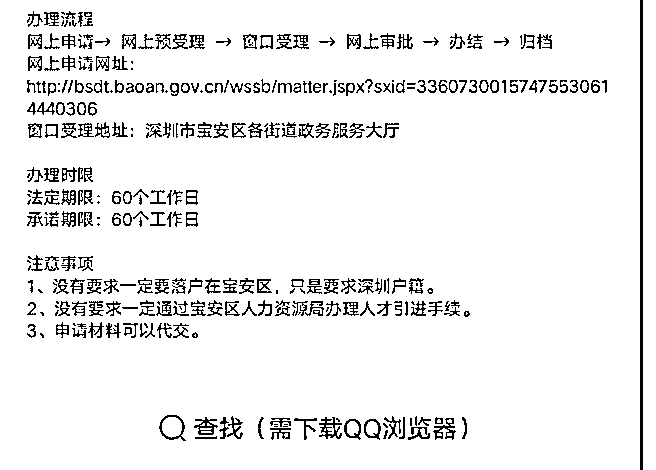 办理流程
网上申请→ 网上预受理 → 窗口受理 → 网上审批 → 办结 → 归档
网上申请网址：
http://bsdt.baoan.gov.cn/wssb/matter.jspx?sxid=3360730015747553061
4440306
窗口受理地址：深圳市宝安区各街道政务服务大厅
办理时限
法定期限：60个工作日
承诺期限：60个工作日
注意事项
1、没有要求一定要落户在宝安区，只是要求深圳户籍。
2、没有要求一定通过宝安区人力资源局办理人才引进手续。
3、申请材料可以代交。
查找（需下载QQ浏览器）